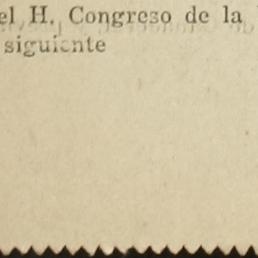 el H. Congreso de la
siguiente